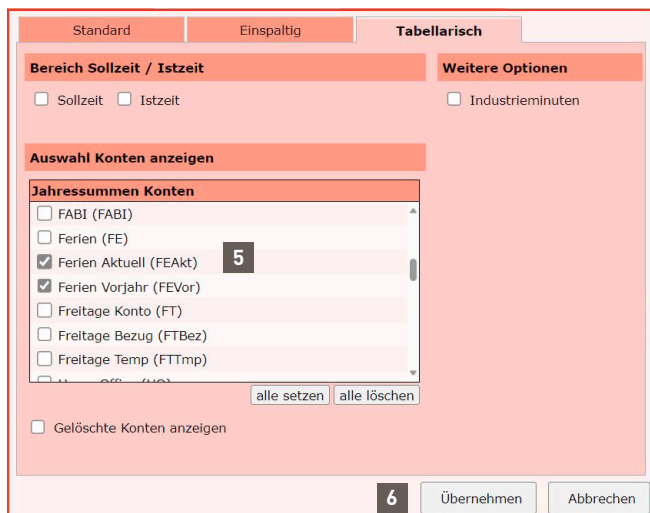 Standard Einspaltig Tabellarisch
Bereich Sollzeit / Istzeit
Weitere Optionen
Sollzeit Istzeit
Industrieminuten
Auswahl Konten anzeigen
Jahressummen Konten
FABI (FABI)
Ferien (FE)
Ferien Aktuell (FEAkt)
5
Ferien Vorjahr (FEVor)
Freitage Konto (FT)
Freitage Bezug (FTBez)
Freitage Temp (FTTmp)
alle setzen alle löschen
Gelöschte Konten anzeigen
6 Übernehmen Abbrechen